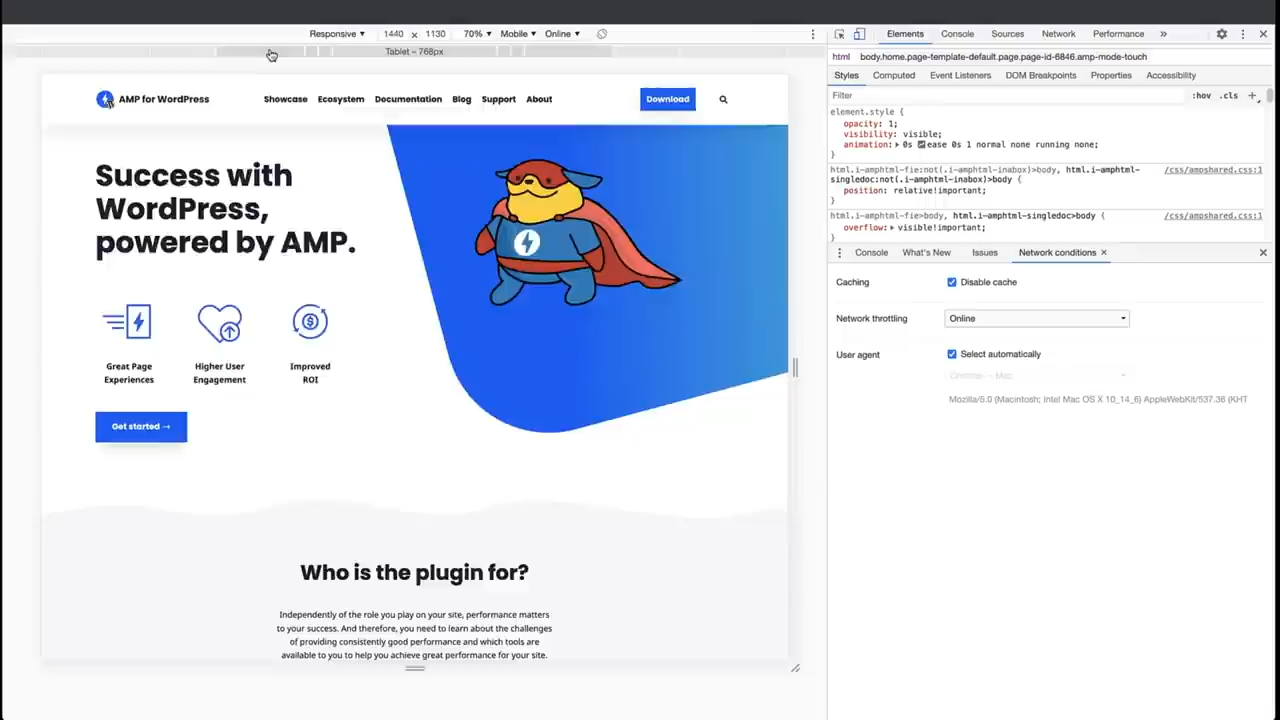 Responsive ▾ 1440 x 1130 70% ▾ Mobile ▾ Online ▾
Tablet – 768px
AMP for WordPress Showcase Ecosystem Documentation Blog Support About Download
Success with
WordPress,
powered by AMP.
Great Page
Experiences
Higher User
Engagement
Improved
ROI
Get started →
Who is the plugin for?
Independently of the role you play on your site, performance matters
to your success. And therefore, you need to learn about the challenges
of providing consistently good performance and which tools are
available to you to help you achieve great performance for your site.
Elements Console Sources Network Performance »
html body.home.page-template-default.page.page-id-6846.amp-mode-touch
Styles Computed Event Listeners DOM Breakpoints Properties Accessibility
Filter :hov .cls +
element.style {
opacity: 1;
visibility: visible;
animation: ▸ 0s ease 0s 1 normal none running none;
}
html.i-amphtml-fie:not(.i-amphtml-inabox)>body, html.i-amphtml- /css/ampshared.css:1
singledoc:not(.i-amphtml-inabox)>body {
position: relative!important;
}
html.i-amphtml-fie>body, html.i-amphtml-singledoc>body { /css/ampshared.css:1
overflow: ▸ visible!important;
}
Console What's New Issues Network conditions ×
Caching Disable cache
Network throttling Online
User agent Select automatically
Chrome — Mac
Mozilla/5.0 (Macintosh; Intel Mac OS X 10_14_6) AppleWebKit/537.36 (KHT